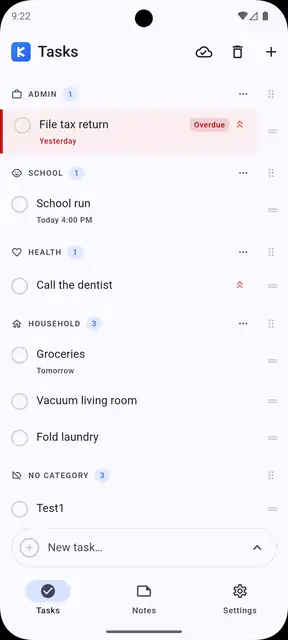 9:22
Tasks
ADMIN 1
File tax return
Overdue
Yesterday
SCHOOL 1
School run
Today 4:00 PM
HEALTH 1
Call the dentist
HOUSEHOLD 3
Groceries
Tomorrow
Vacuum living room
Fold laundry
NO CATEGORY 3
Test1
New task...
Tasks
Notes
Settings